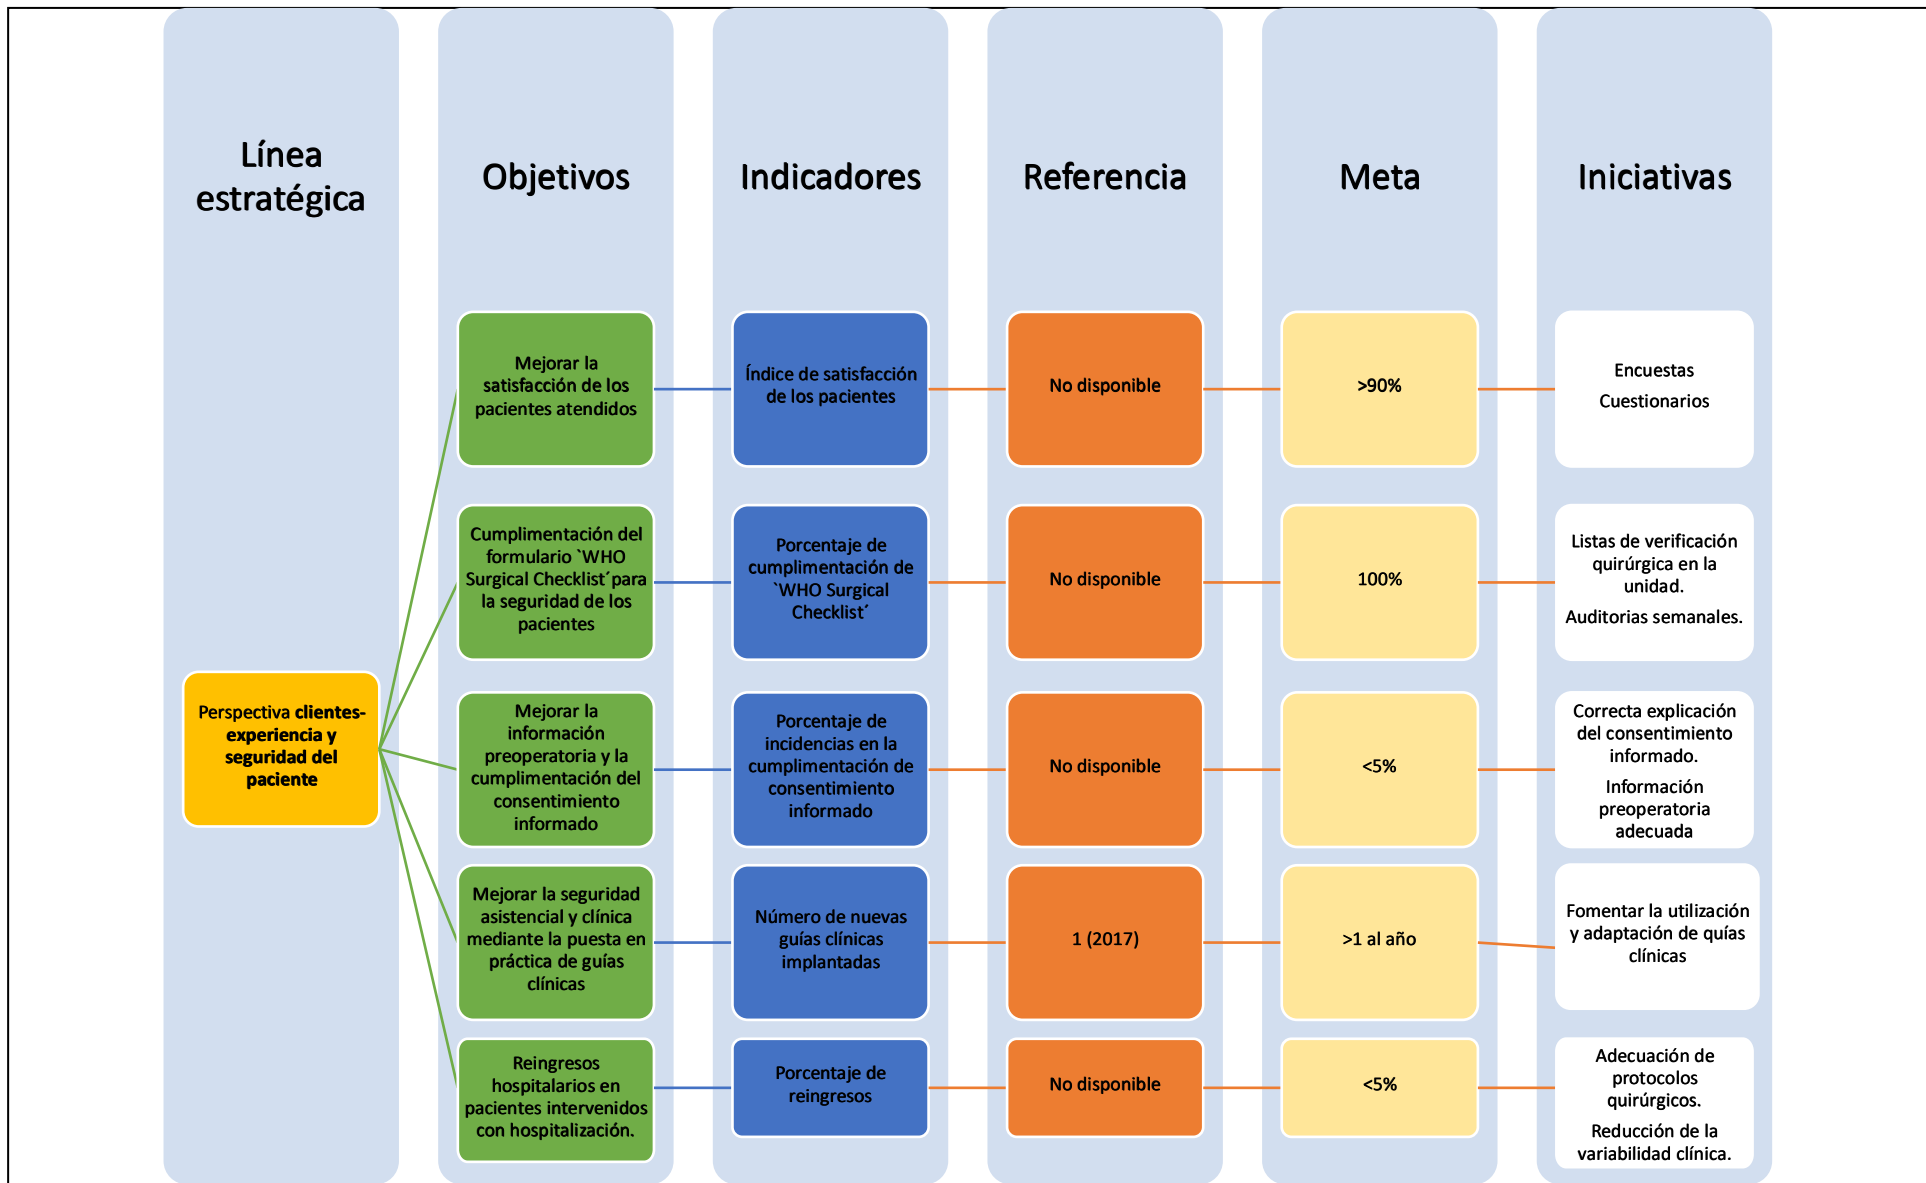 Línea
estratégica
Objetivos
Indicadores
Referencia
Meta
Iniciativas
Perspectiva clientes-
experiencia y
seguridad del
paciente
Mejorar la
satisfacción de los
pacientes atendidos
Índice de satisfacción
de los pacientes
No disponible
>90%
Encuestas
Cuestionarios
Cumplimentación del
formulario `WHO
Surgical Checklist´para
la seguridad de los
pacientes
Porcentaje de
cumplimentación de
`WHO Surgical
Checklist´
No disponible
100%
Listas de verificación
quirúrgica en la
unidad.
Auditorias semanales.
Mejorar la
información
preoperatoria y la
cumplimentación del
consentimiento
informado
Porcentaje de
incidencias en la
cumplimentación de
consentimiento
informado
No disponible
<5%
Correcta explicación
del consentimiento
informado.
Información
preoperatoria
adecuada
Mejorar la seguridad
asistencial y clínica
mediante la puesta en
práctica de guías
clínicas
Número de nuevas
guías clínicas
implantadas
1 (2017)
>1 al año
Fomentar la utilización
y adaptación de quías
clínicas
Reingresos
hospitalarios en
pacientes intervenidos
con hospitalización.
Porcentaje de
reingresos
No disponible
<5%
Adecuación de
protocolos
quirúrgicos.
Reducción de la
variabilidad clínica.